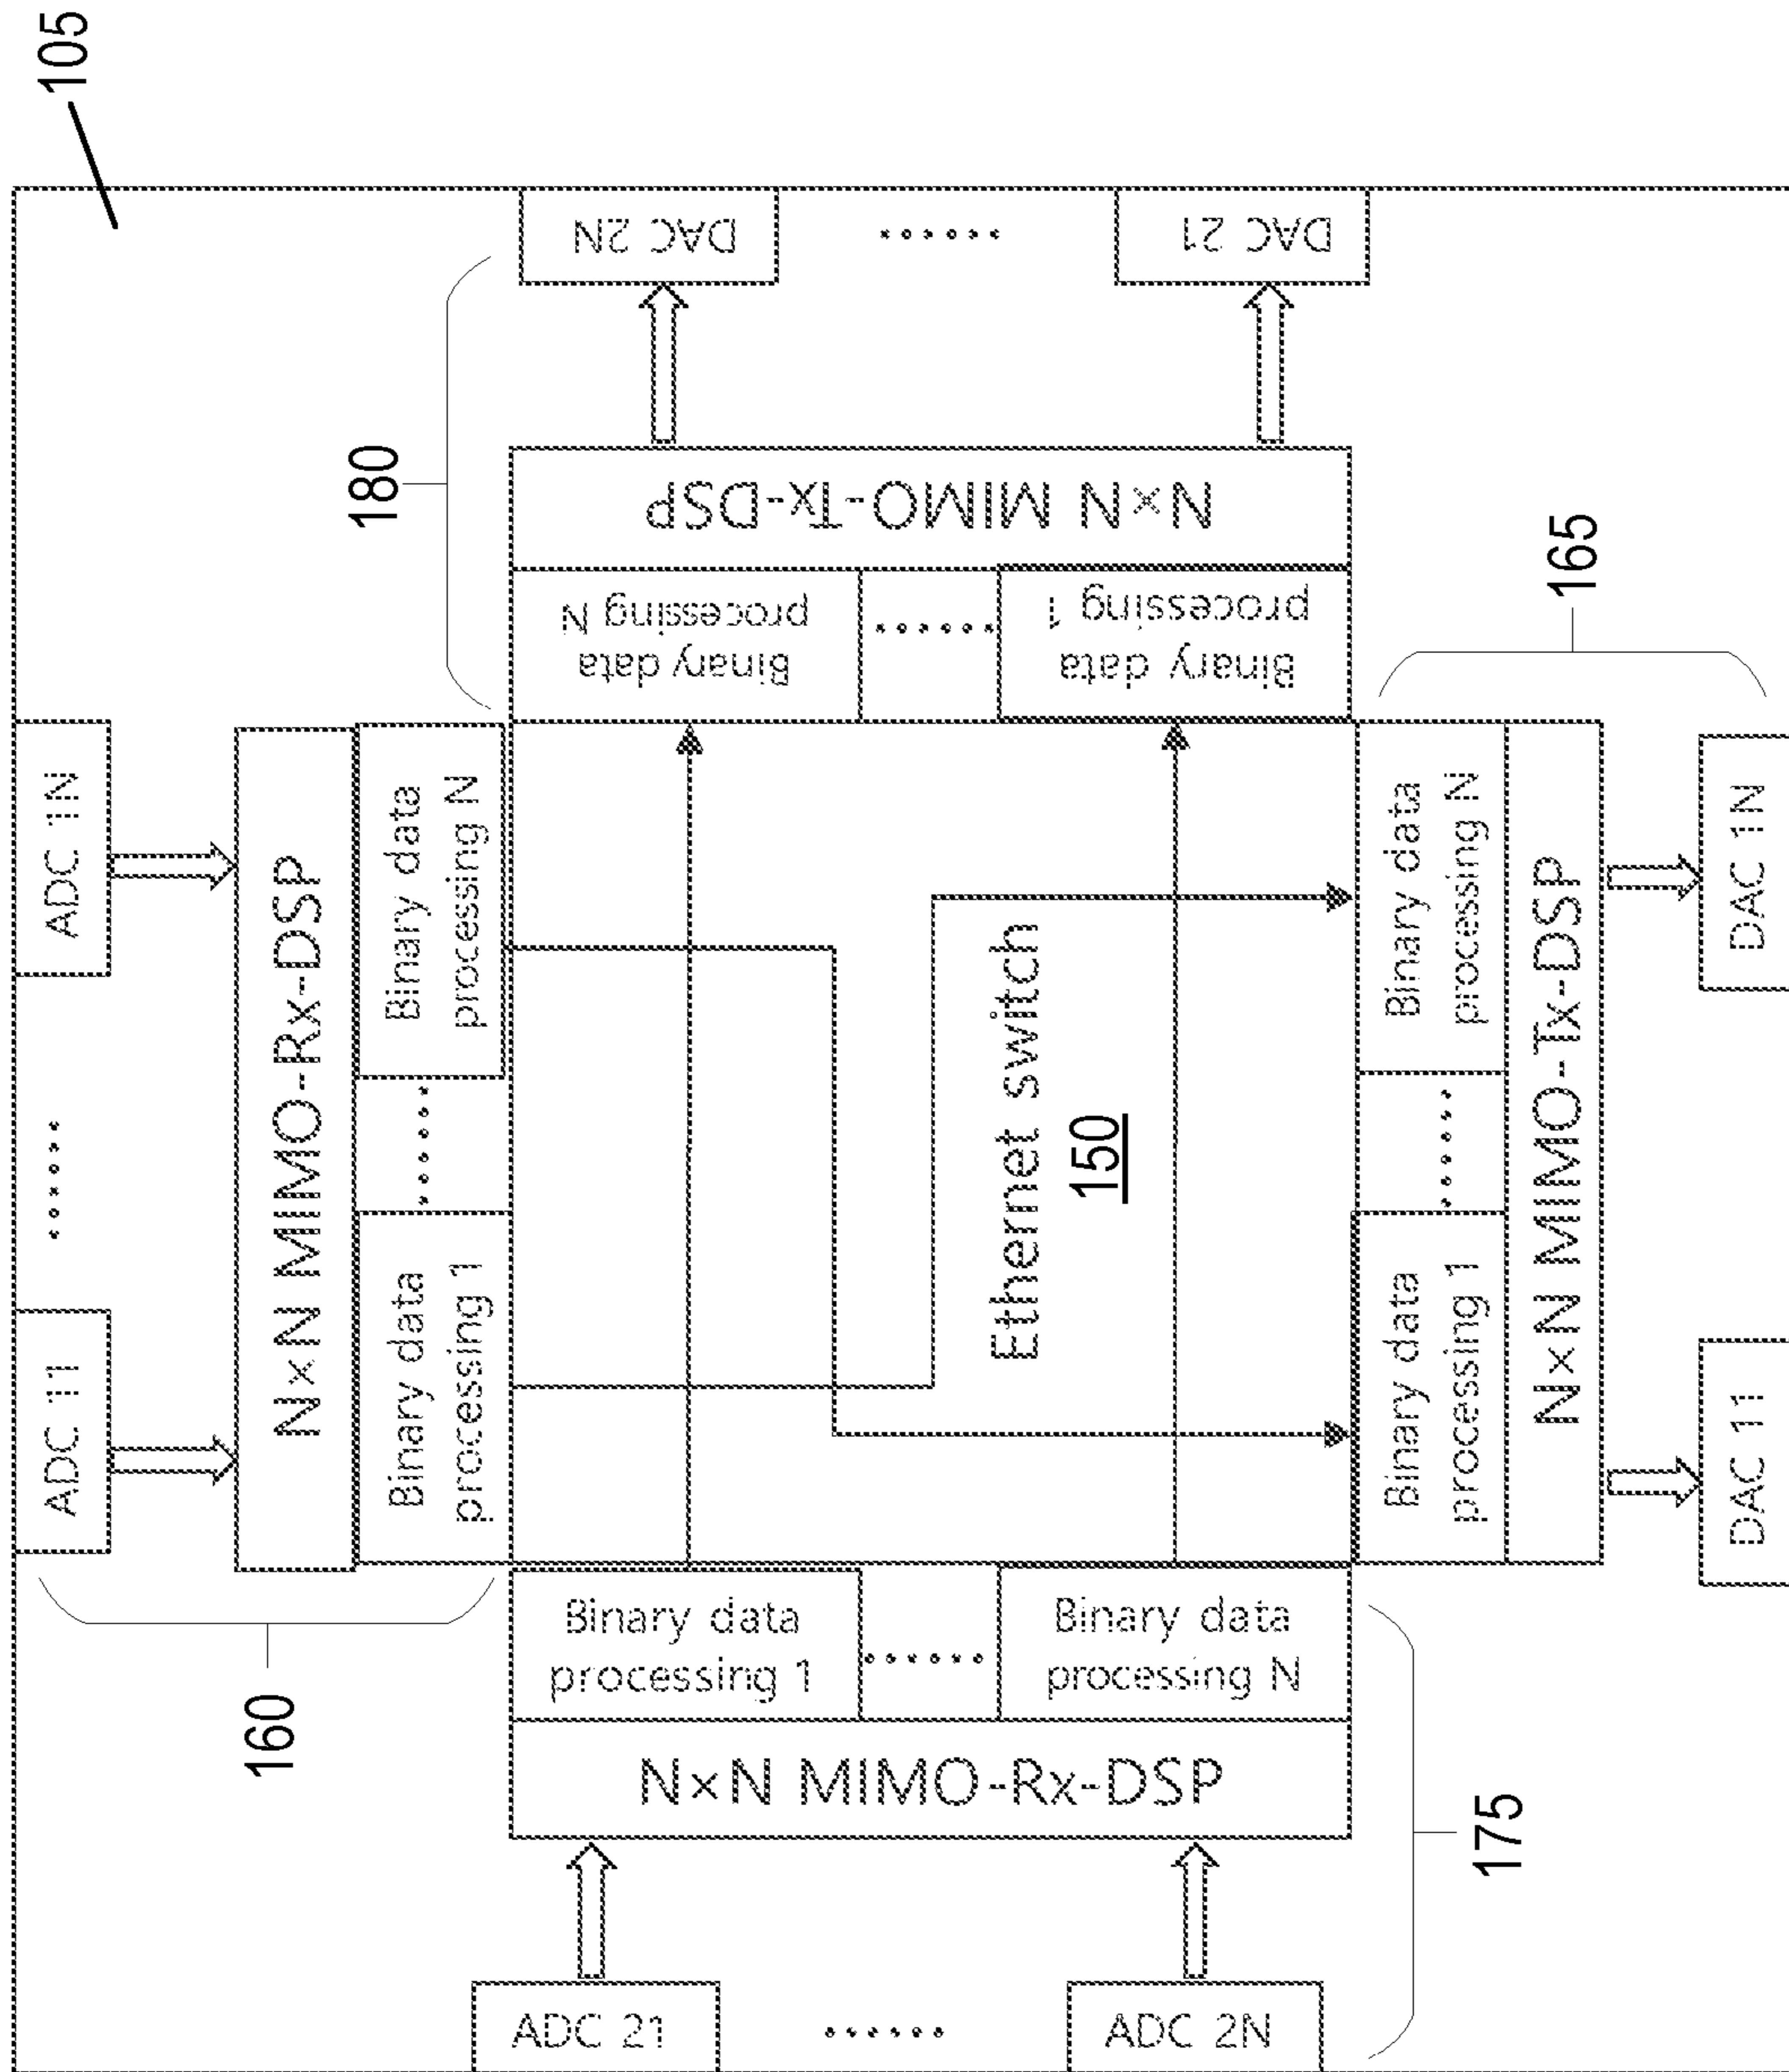 105
ADC 11
......
ADC 1N
N×N MIMO-Rx-DSP
Binary data
processing 1
......
Binary data
processing N
160
180
ADC 21
......
ADC 2N
N×N MIMO-Rx-DSP
Binary data
processing 1
......
Binary data
processing N
175
Ethernet switch
150
Binary data
processing N
......
Binary data
processing 1
N×N MIMO-Tx-DSP
DAC 2N
......
DAC 21
165
Binary data
processing 1
......
Binary data
processing N
N×N MIMO-Tx-DSP
DAC 11
DAC 1N